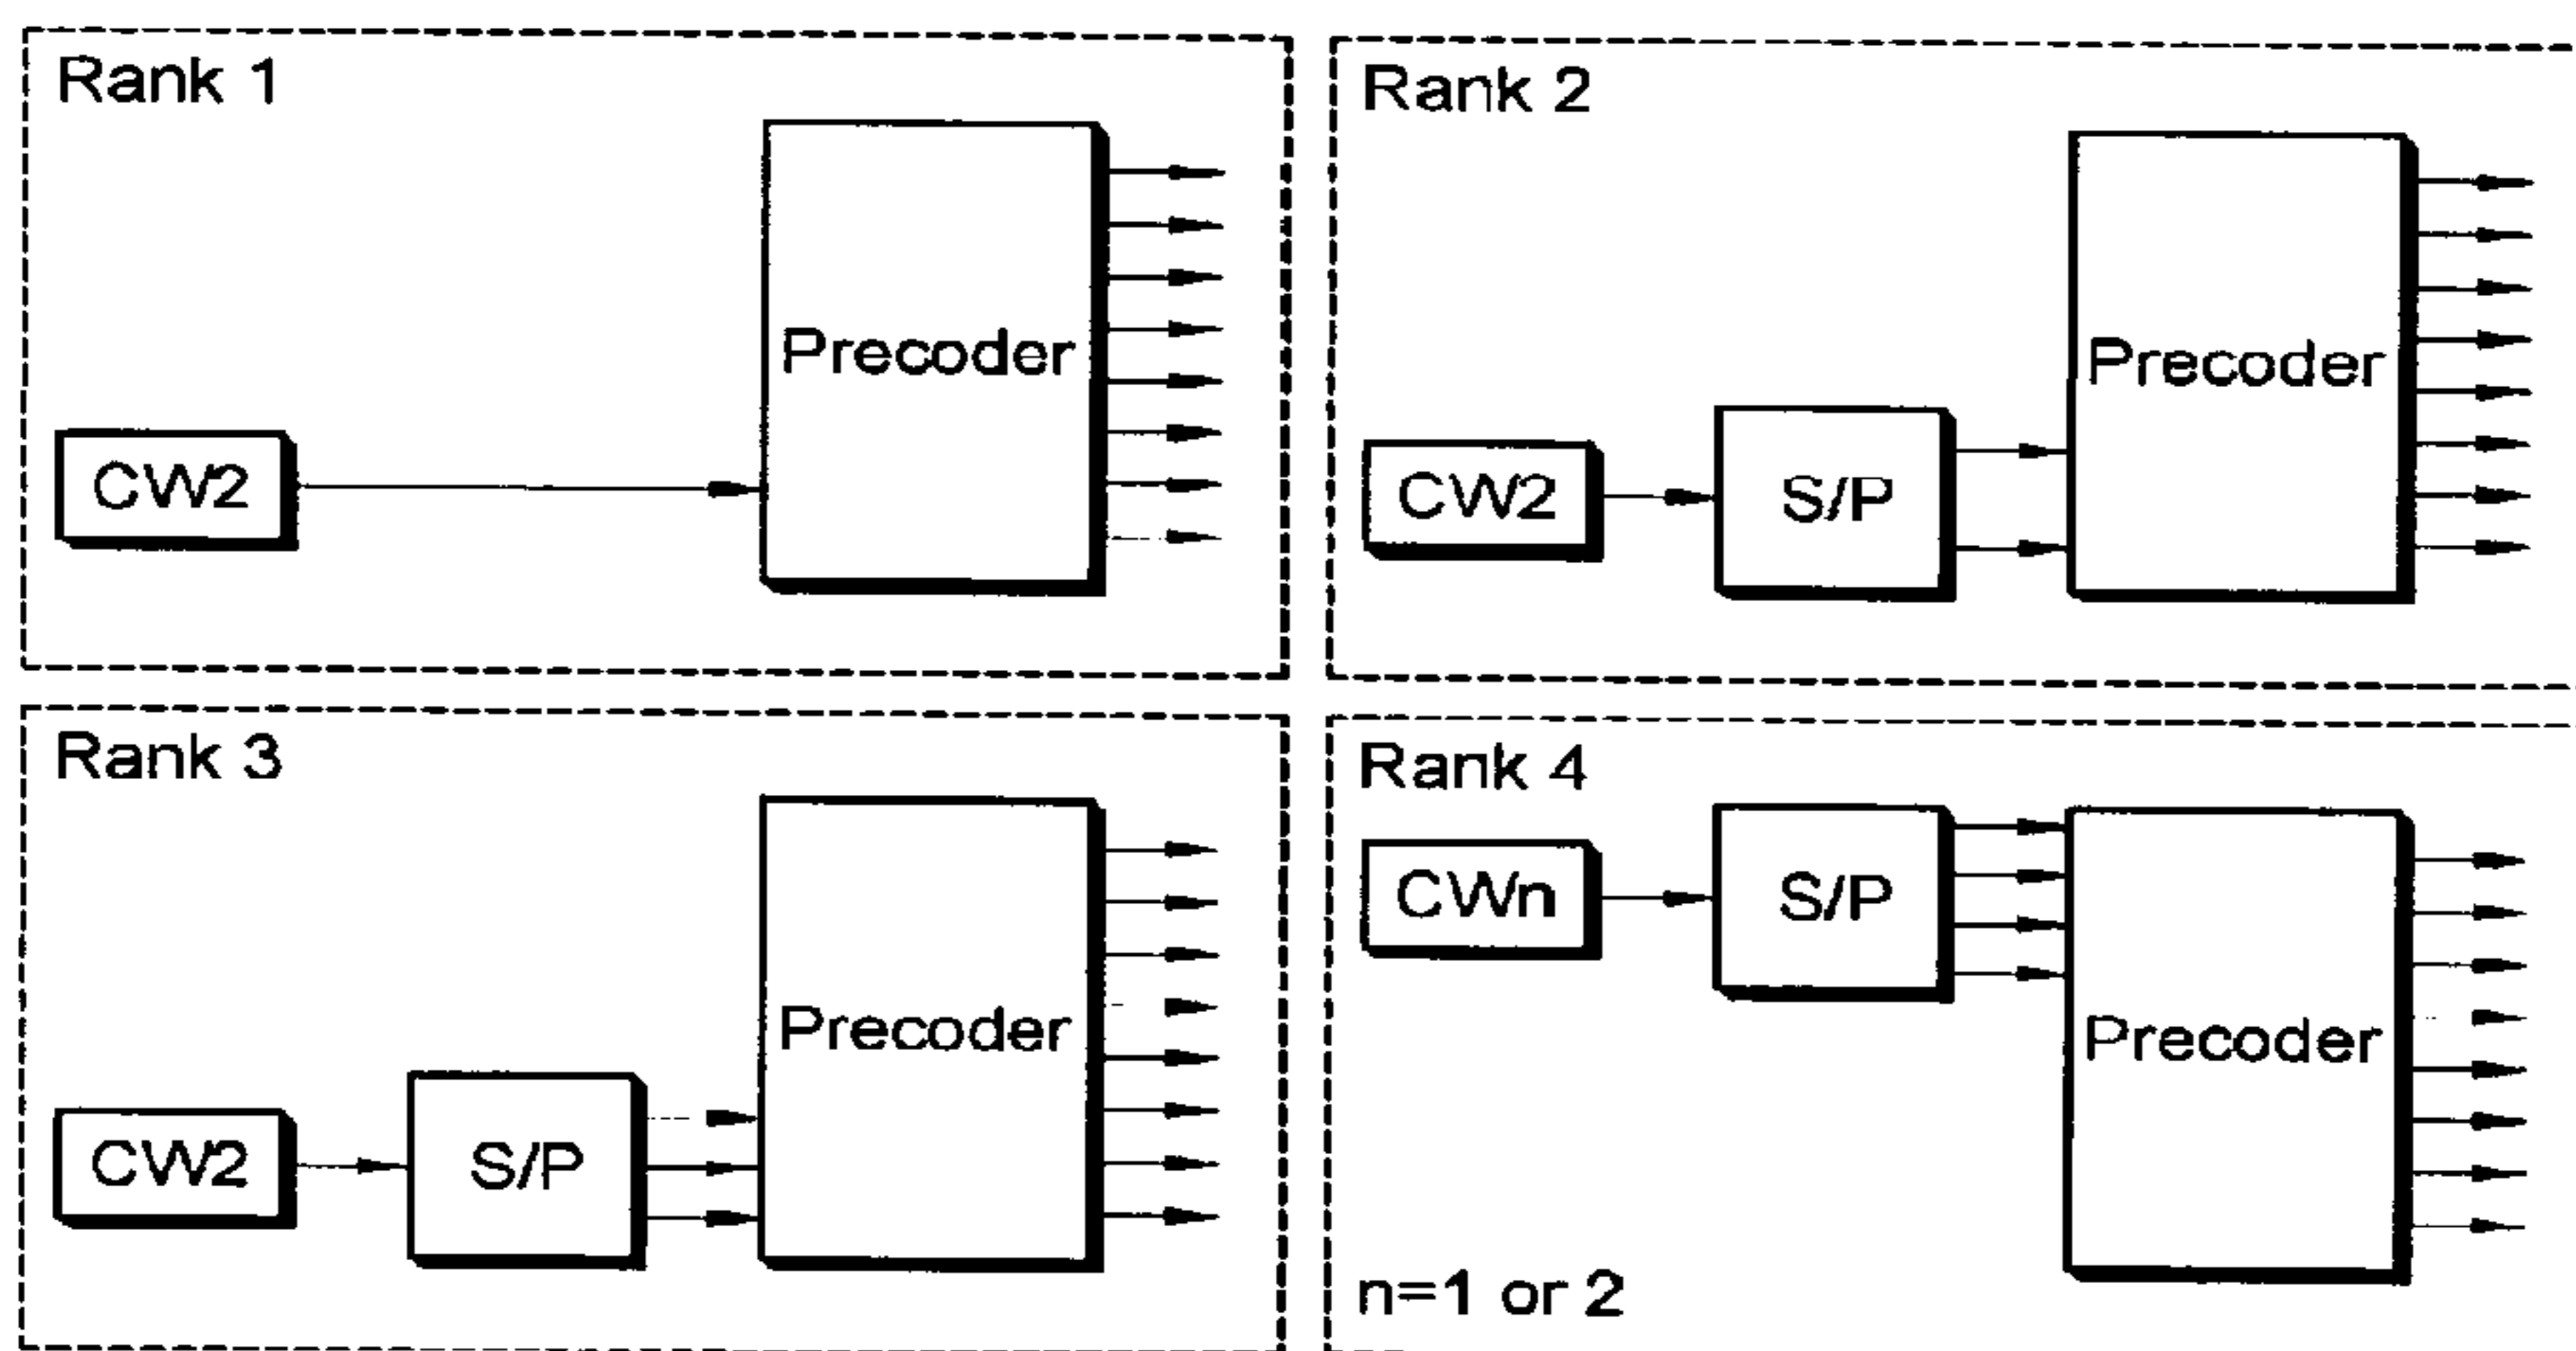 Rank 1
Precoder
CW2
Rank 2
Precoder
CW2
S/P
Rank 3
Precoder
CW2
S/P
Rank 4
CWn
S/P
Precoder
n=1 or 2